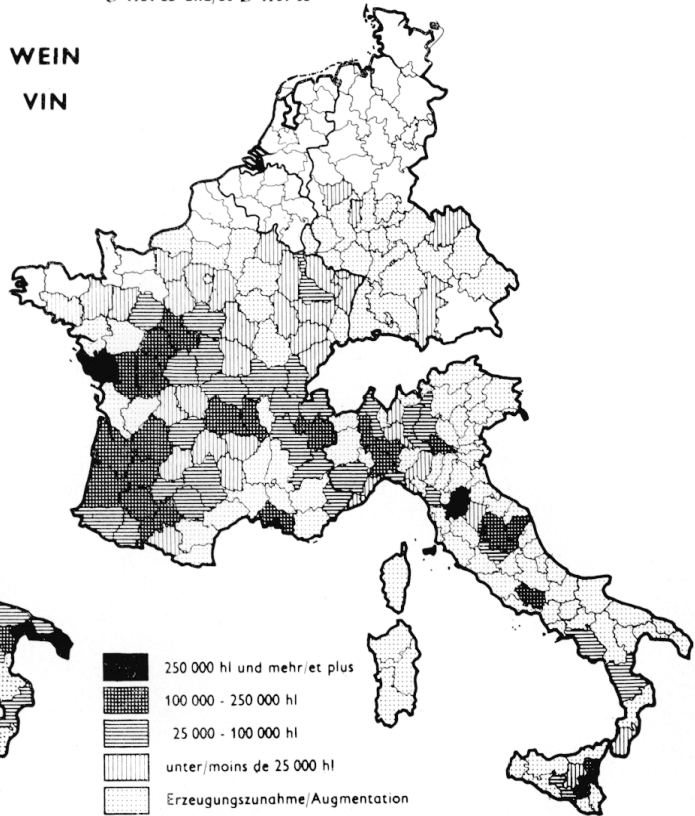 WEIN
VIN
250 000 hl und mehr/et plus
100 000 - 250 000 hl
25 000 - 100 000 hl
unter/moins de 25 000 hl
Erzeugungszunahme/Augmentation